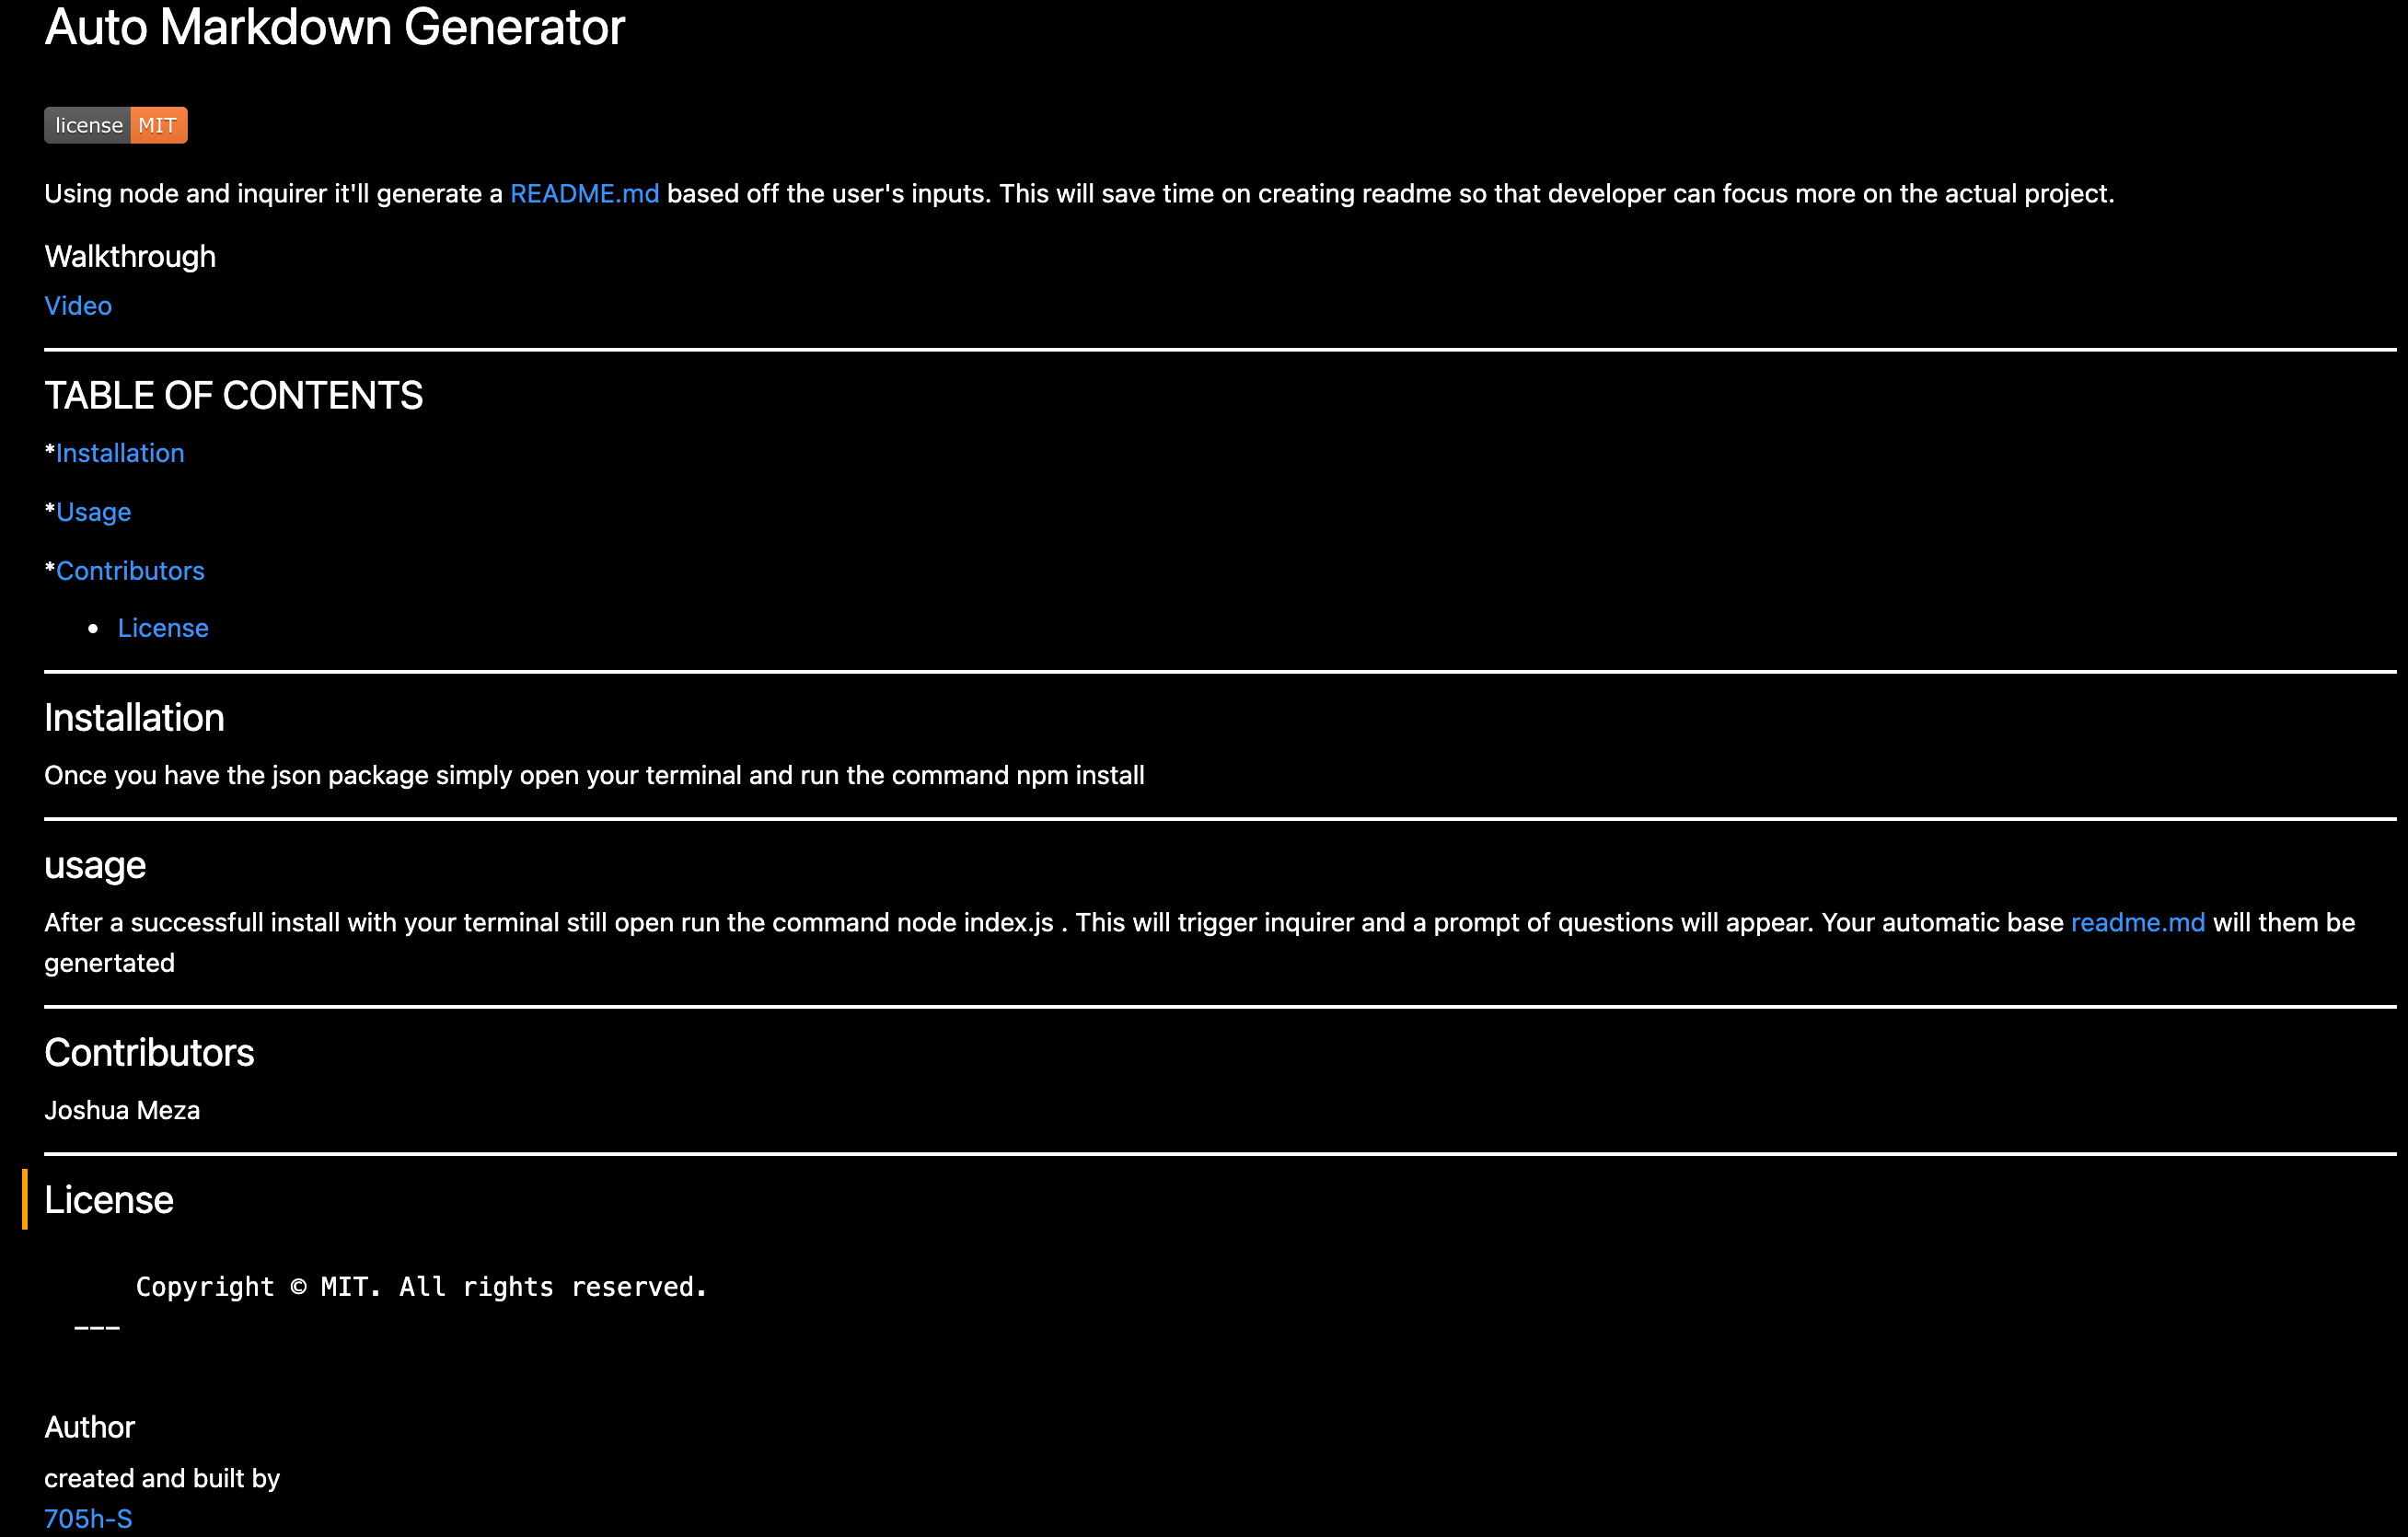 Auto Markdown Generator
license MIT
Using node and inquirer it'll generate a README.md based off the user's inputs. This will save time on creating readme so that developer can focus more on the actual project.
Walkthrough
Video
TABLE OF CONTENTS
*Installation
*Usage
*Contributors
• License
Installation
Once you have the json package simply open your terminal and run the command npm install
usage
After a successfull install with your terminal still open run the command node index.js . This will trigger inquirer and a prompt of questions will appear. Your automatic base readme.md will them be
genertated
Contributors
Joshua Meza
License
Copyright © MIT. All rights reserved.
---
Author
created and built by
705h-S